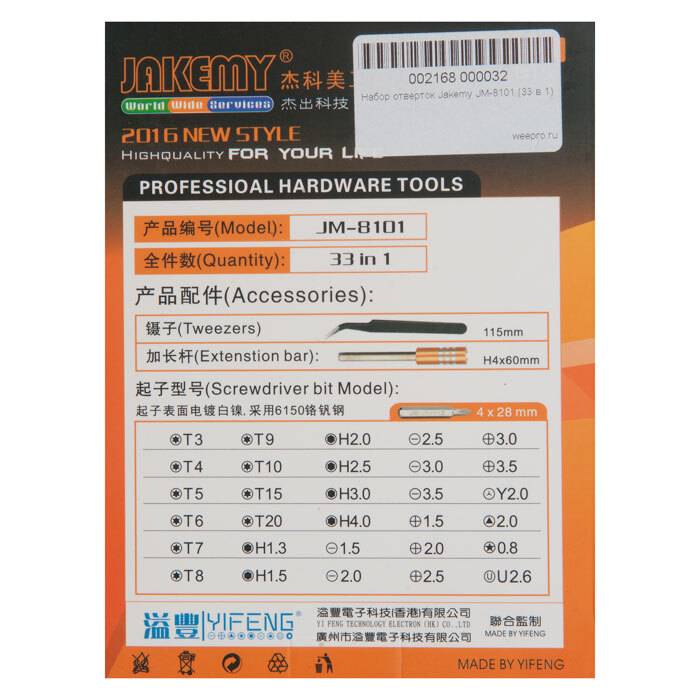 JAKEMY® 杰科美
World Wide Services 杰出科技
002168 000032
Набор отверток Jakemy JM-8101 (33 в 1)
weepro.ru
2016 NEW STYLE
HIGHQUALITY FOR YOUR LIFE
PROFESSIOAL HARDWARE TOOLS
产品编号(Model): JM-8101
全件数(Quantity): 33 in 1
产品配件(Accessories):
镊子(Tweezers) 115mm
加长杆(Extenstion bar): H4x60mm
起子型号(Screwdriver bit Model):
起子表面电镀白镍,采用6150铬钒钢 4 x 28 mm
T3 T9 H2.0 2.5 3.0
T4 T10 H2.5 3.0 3.5
T5 T15 H3.0 3.5 Y2.0
T6 T20 H4.0 1.5 2.0
T7 H1.3 1.5 2.0 0.8
T8 H1.5 2.0 2.5 U2.6
溢豐 YIFENG®
溢豐電子科技(香港)有限公司
YI FENG TECHNOLOGY ELECTRON (HK) CO.,LTD
廣州市溢豐電子科技有限公司
聯合監制
MADE BY YIFENG
MADE BY YIFENG